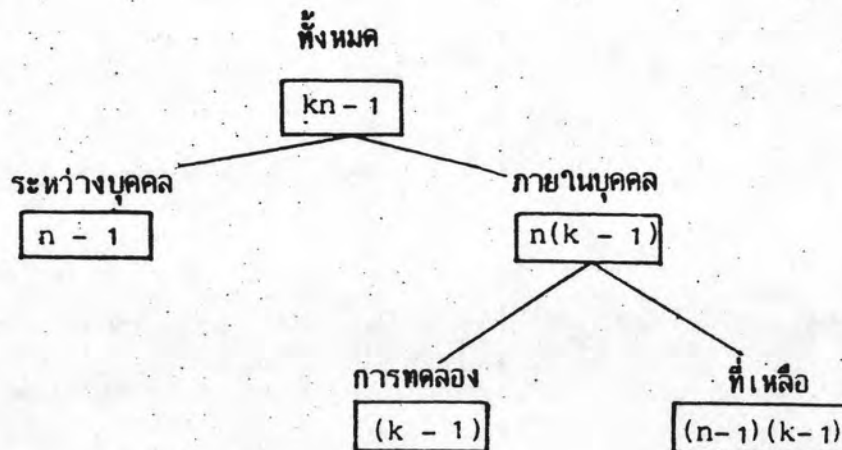 ทั้งหมด
kn - 1
ระหว่างบุคคล
ภายในบุคคล
n - 1
n(k - 1)
การทดลอง
ที่เหลือ
(k - 1)
(n-1)(k-1)